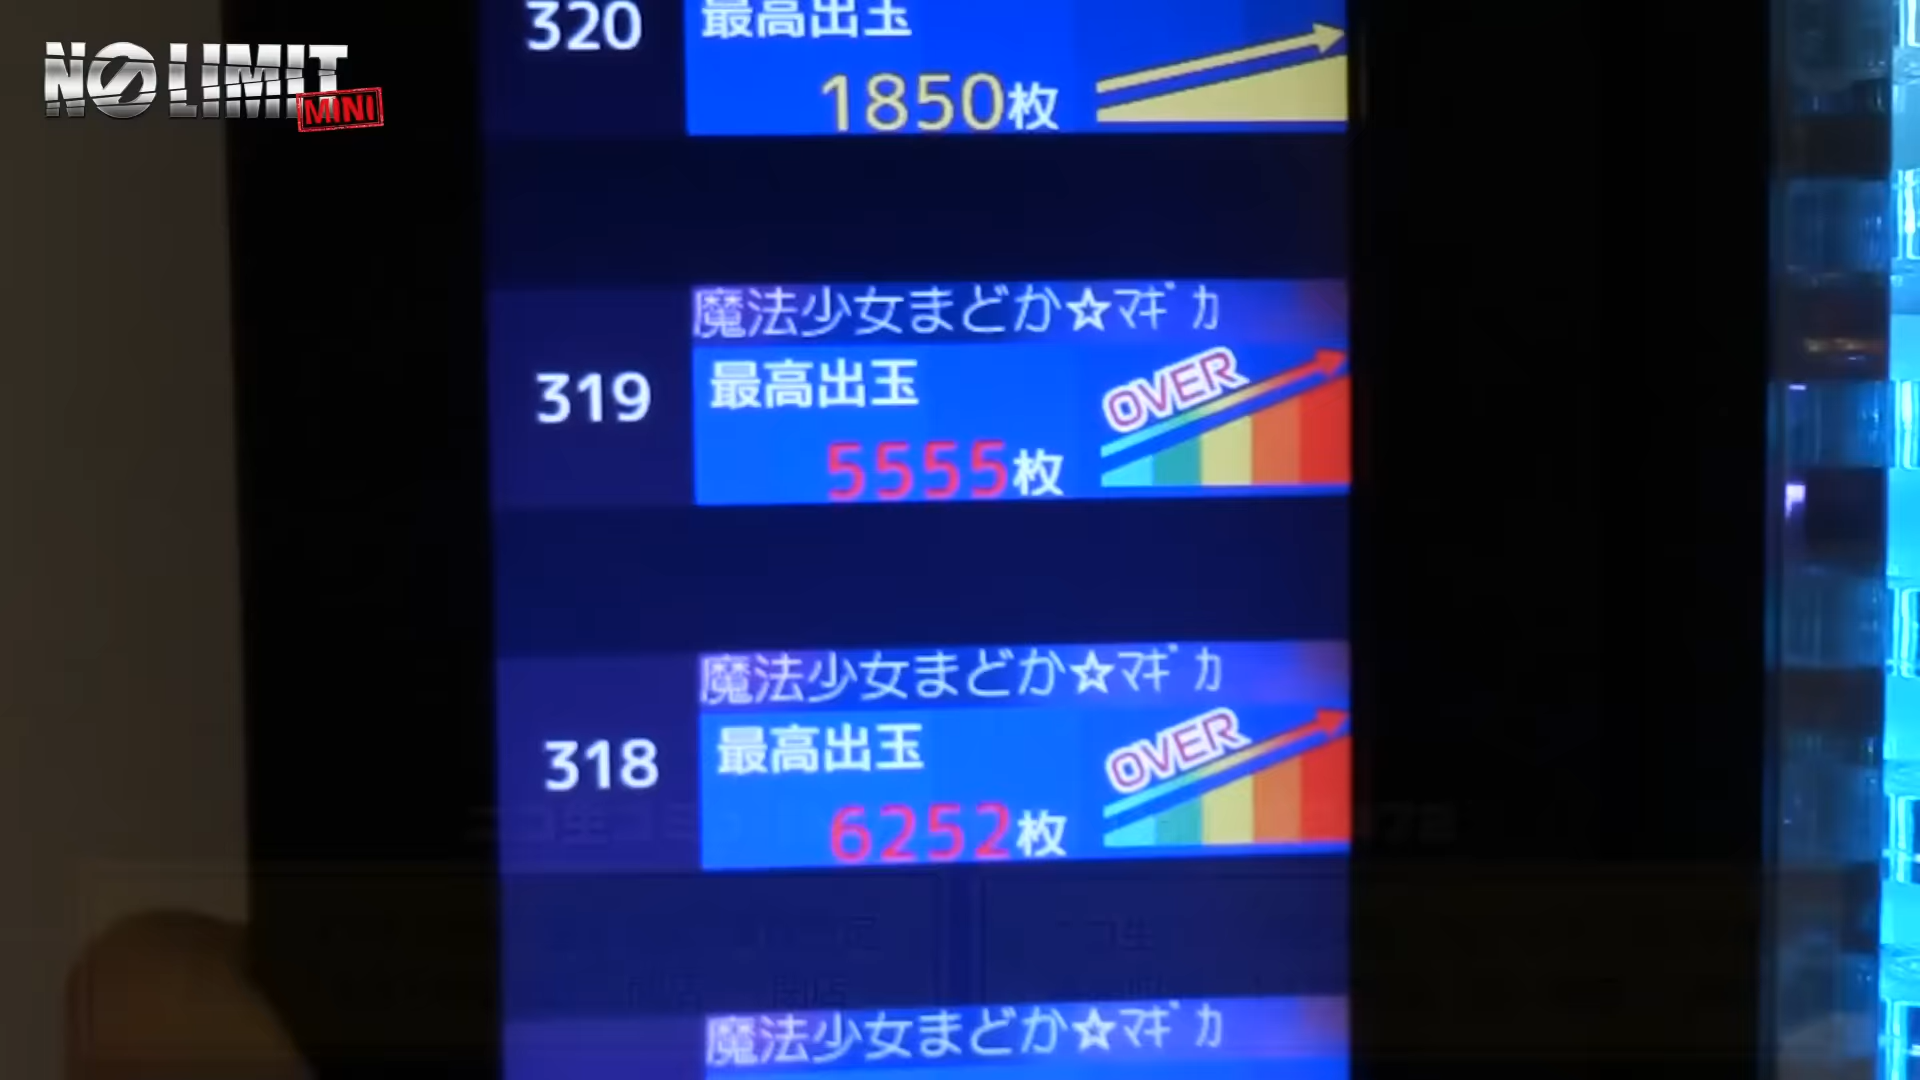 NO LIMIT
MINI
320
最高出玉
1850枚
魔法少女まどか☆ﾏｷﾞｶ
319
最高出玉
OVER
5555枚
魔法少女まどか☆ﾏｷﾞｶ
318
最高出玉
OVER
6252枚
魔法少女まどか☆ﾏｷﾞｶ